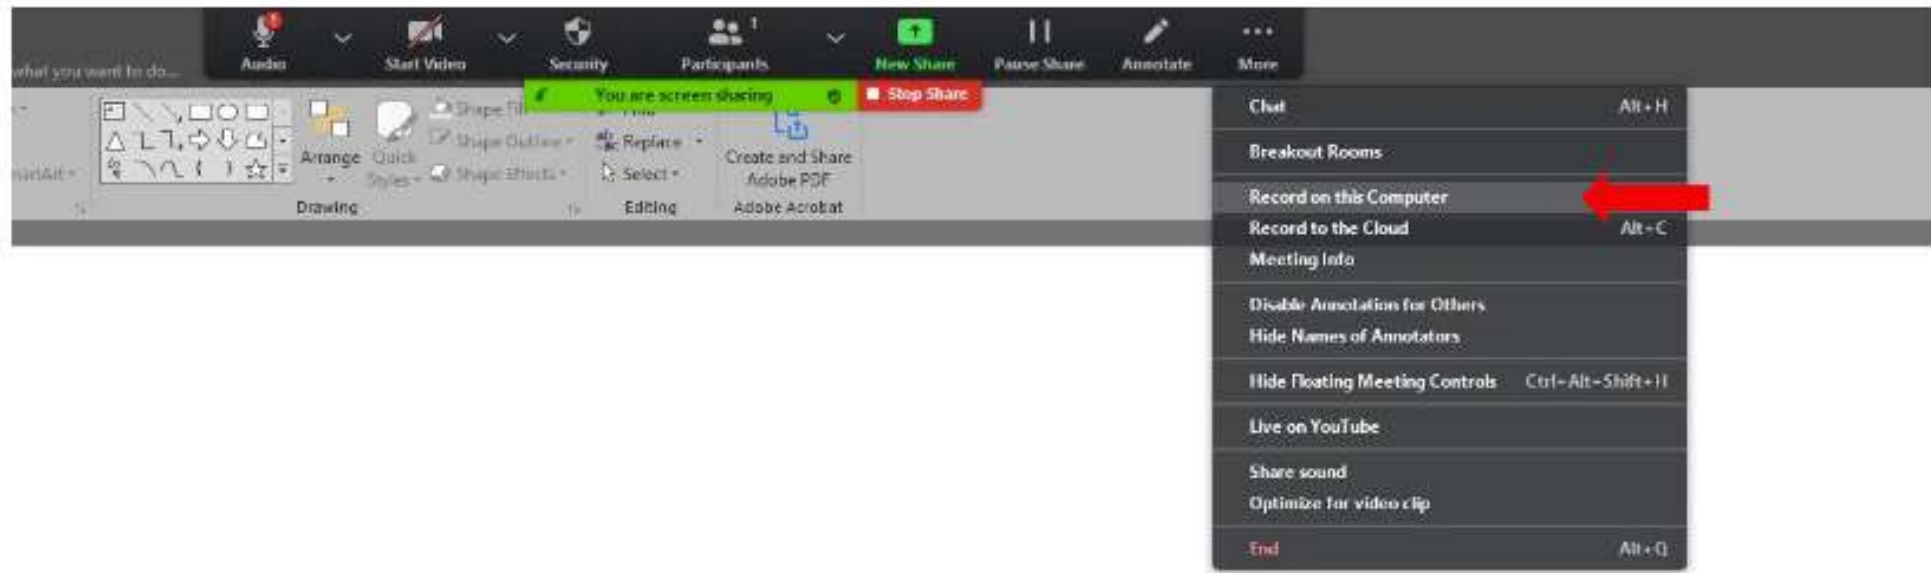 1
Audio Start Video Security Participants New Share Pause Share Annotate More
what you want to do...
You are screen sharing Stop Share
Shape Fill
Shape Outline
Shape Effects
Arrange
Quick Styles
Drawing
Replace
Select
Editing
Create and Share
Adobe PDF
Adobe Acrobat
Chat Alt+H
Breakout Rooms
Record on this Computer
Record to the Cloud Alt+C
Meeting Info
Disable Annotation for Others
Hide Names of Annotators
Hide Floating Meeting Controls Ctrl+Alt+Shift+H
Live on YouTube
Share sound
Optimize for video clip
End Alt+Q